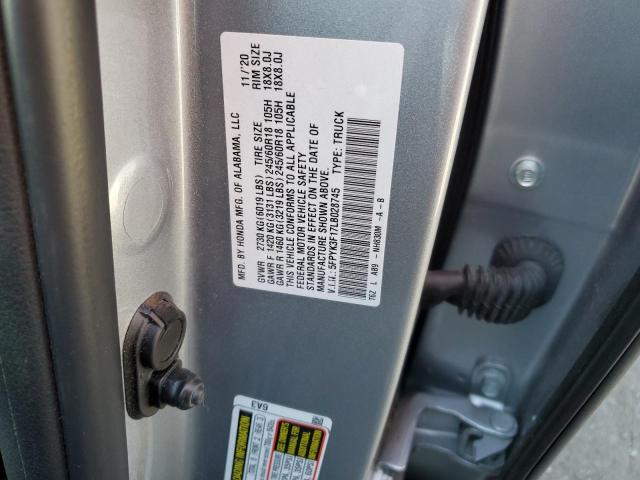 MFD. BY HONDA MFG. OF ALABAMA, LLC 11/'20
GVWR 2730 KG(6019 LBS) TIRE SIZE RIM SIZE
GAWR F 1420 KG(3131 LBS) 245/60R18 105H 18X8.0J
GAWR R 1460 KG(3219 LBS) 245/60R18 105H 18X8.0J
THIS VEHICLE CONFORMS TO ALL APPLICABLE
FEDERAL MOTOR VEHICLE SAFETY
STANDARDS IN EFFECT ON THE DATE OF
MANUFACTURE SHOWN ABOVE.
V.I.N.: 5FPYK3F17LB028745 TYPE: TRUCK
T6Z L A09 - NH830M -A-B
6V3